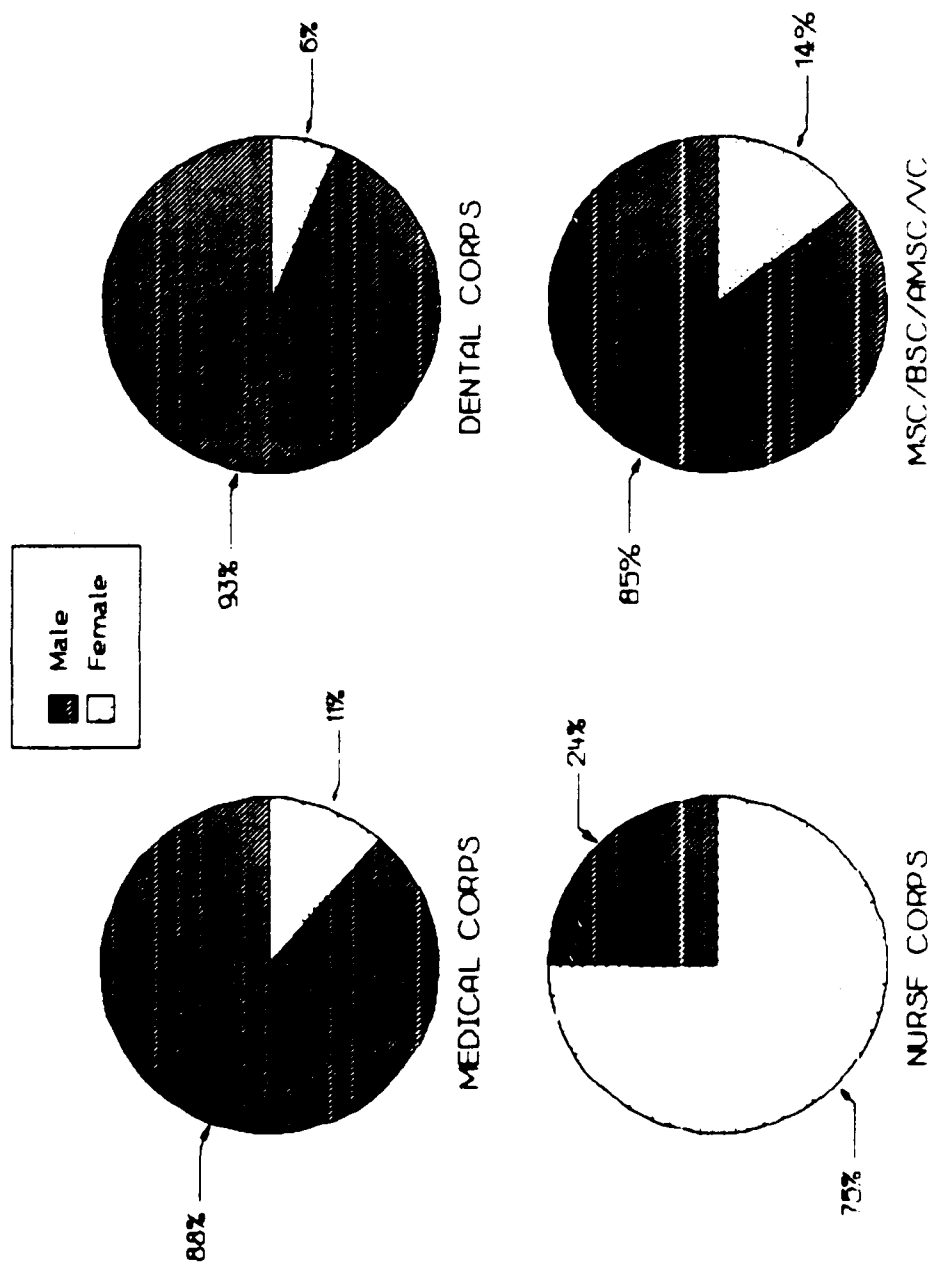 Male
Female
88%
11%
MEDICAL CORPS
93%
6%
DENTAL CORPS
75%
24%
NURSE CORPS
85%
14%
MSC/BSC/AMSC/VC